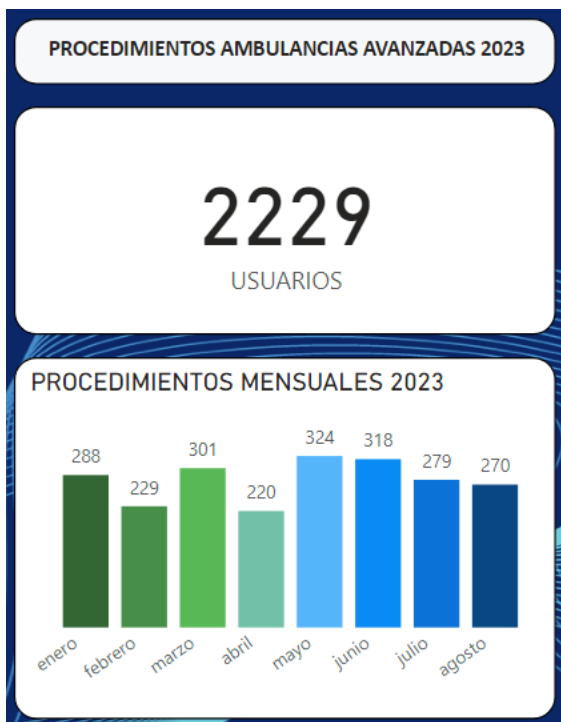 PROCEDIMIENTOS AMBULANCIAS AVANZADAS 2023
2229
USUARIOS
PROCEDIMIENTOS MENSUALES 2023
288
229
301
220
324
318
279
270
enero
febrero
marzo
abril
mayo
junio
julio
agosto